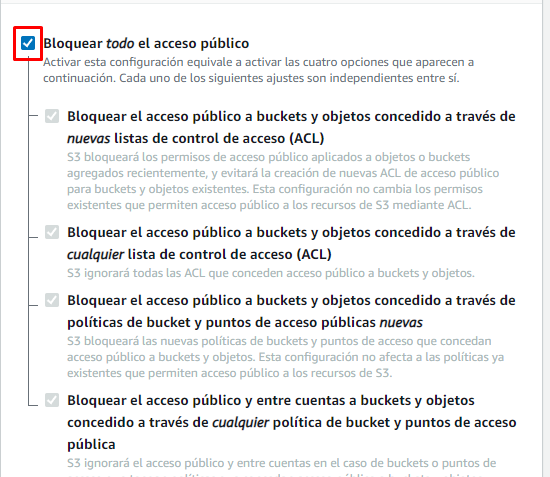 Bloquear todo el acceso público
Activar esta configuración equivale a activar las cuatro opciones que aparecen a
continuación. Cada uno de los siguientes ajustes son independientes entre sí.
Bloquear el acceso público a buckets y objetos concedido a través de
nuevas listas de control de acceso (ACL)
S3 bloqueará los permisos de acceso público aplicados a objetos o buckets
agregados recientemente, y evitará la creación de nuevas ACL de acceso público
para buckets y objetos existentes. Esta configuración no cambia los permisos
existentes que permiten acceso público a los recursos de S3 mediante ACL.
Bloquear el acceso público a buckets y objetos concedido a través de
cualquier lista de control de acceso (ACL)
S3 ignorará todas las ACL que conceden acceso público a buckets y objetos.
Bloquear el acceso público a buckets y objetos concedido a través de
políticas de bucket y puntos de acceso públicas nuevas
S3 bloqueará las nuevas políticas de buckets y puntos de acceso que concedan
acceso público a buckets y objetos. Esta configuración no afecta a las políticas ya
existentes que permiten acceso público a los recursos de S3.
Bloquear el acceso público y entre cuentas a buckets y objetos
concedido a través de cualquier política de bucket y puntos de acceso
pública
S3 ignorará el acceso público y entre cuentas en el caso de buckets o puntos de